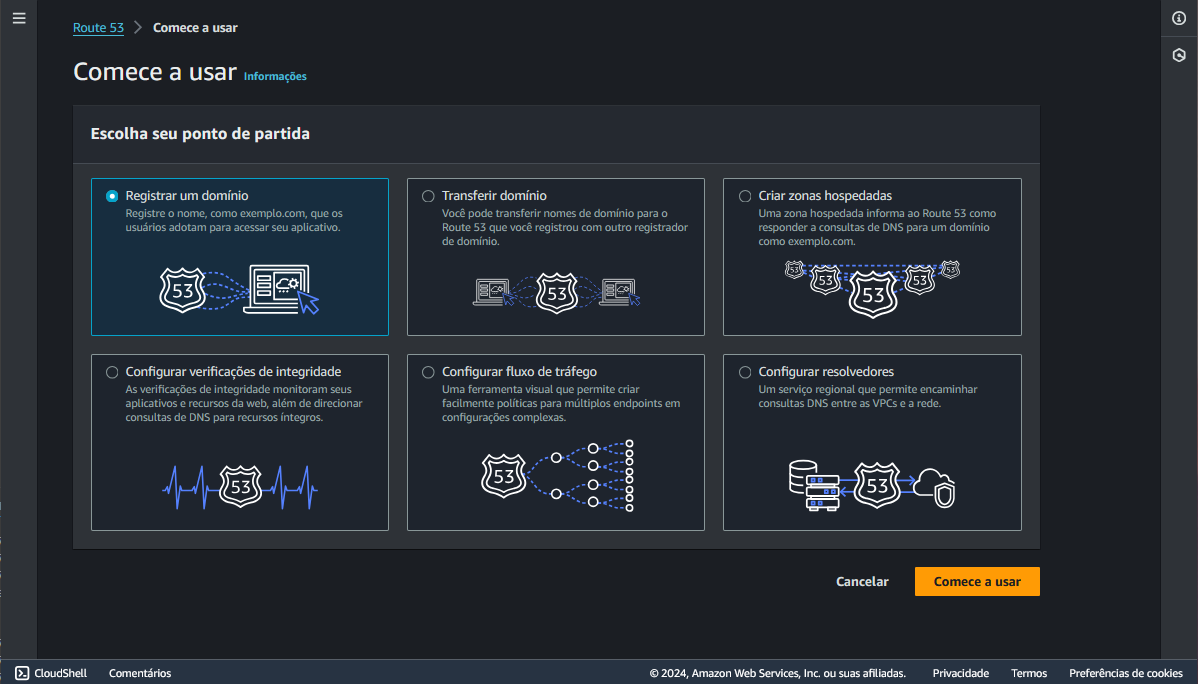 Route 53 > Comece a usar
Comece a usar Informações
Escolha seu ponto de partida
Registrar um domínio
Registre o nome, como exemplo.com, que os
usuários adotam para acessar seu aplicativo.
53
Transferir domínio
Você pode transferir nomes de domínio para o
Route 53 que você registrou com outro registrador
de domínio.
53
Criar zonas hospedadas
Uma zona hospedada informa ao Route 53 como
responder a consultas de DNS para um domínio
como exemplo.com.
53 53 53 53 53
Configurar verificações de integridade
As verificações de integridade monitoram seus
aplicativos e recursos da web, além de direcionar
consultas de DNS para recursos íntegros.
53
Configurar fluxo de tráfego
Uma ferramenta visual que permite criar
facilmente políticas para múltiplos endpoints em
configurações complexas.
53
Configurar resolvedores
Um serviço regional que permite encaminhar
consultas DNS entre as VPCs e a rede.
53
Cancelar Comece a usar
CloudShell Comentários © 2024, Amazon Web Services, Inc. ou suas afiliadas. Privacidade Termos Preferências de cookies